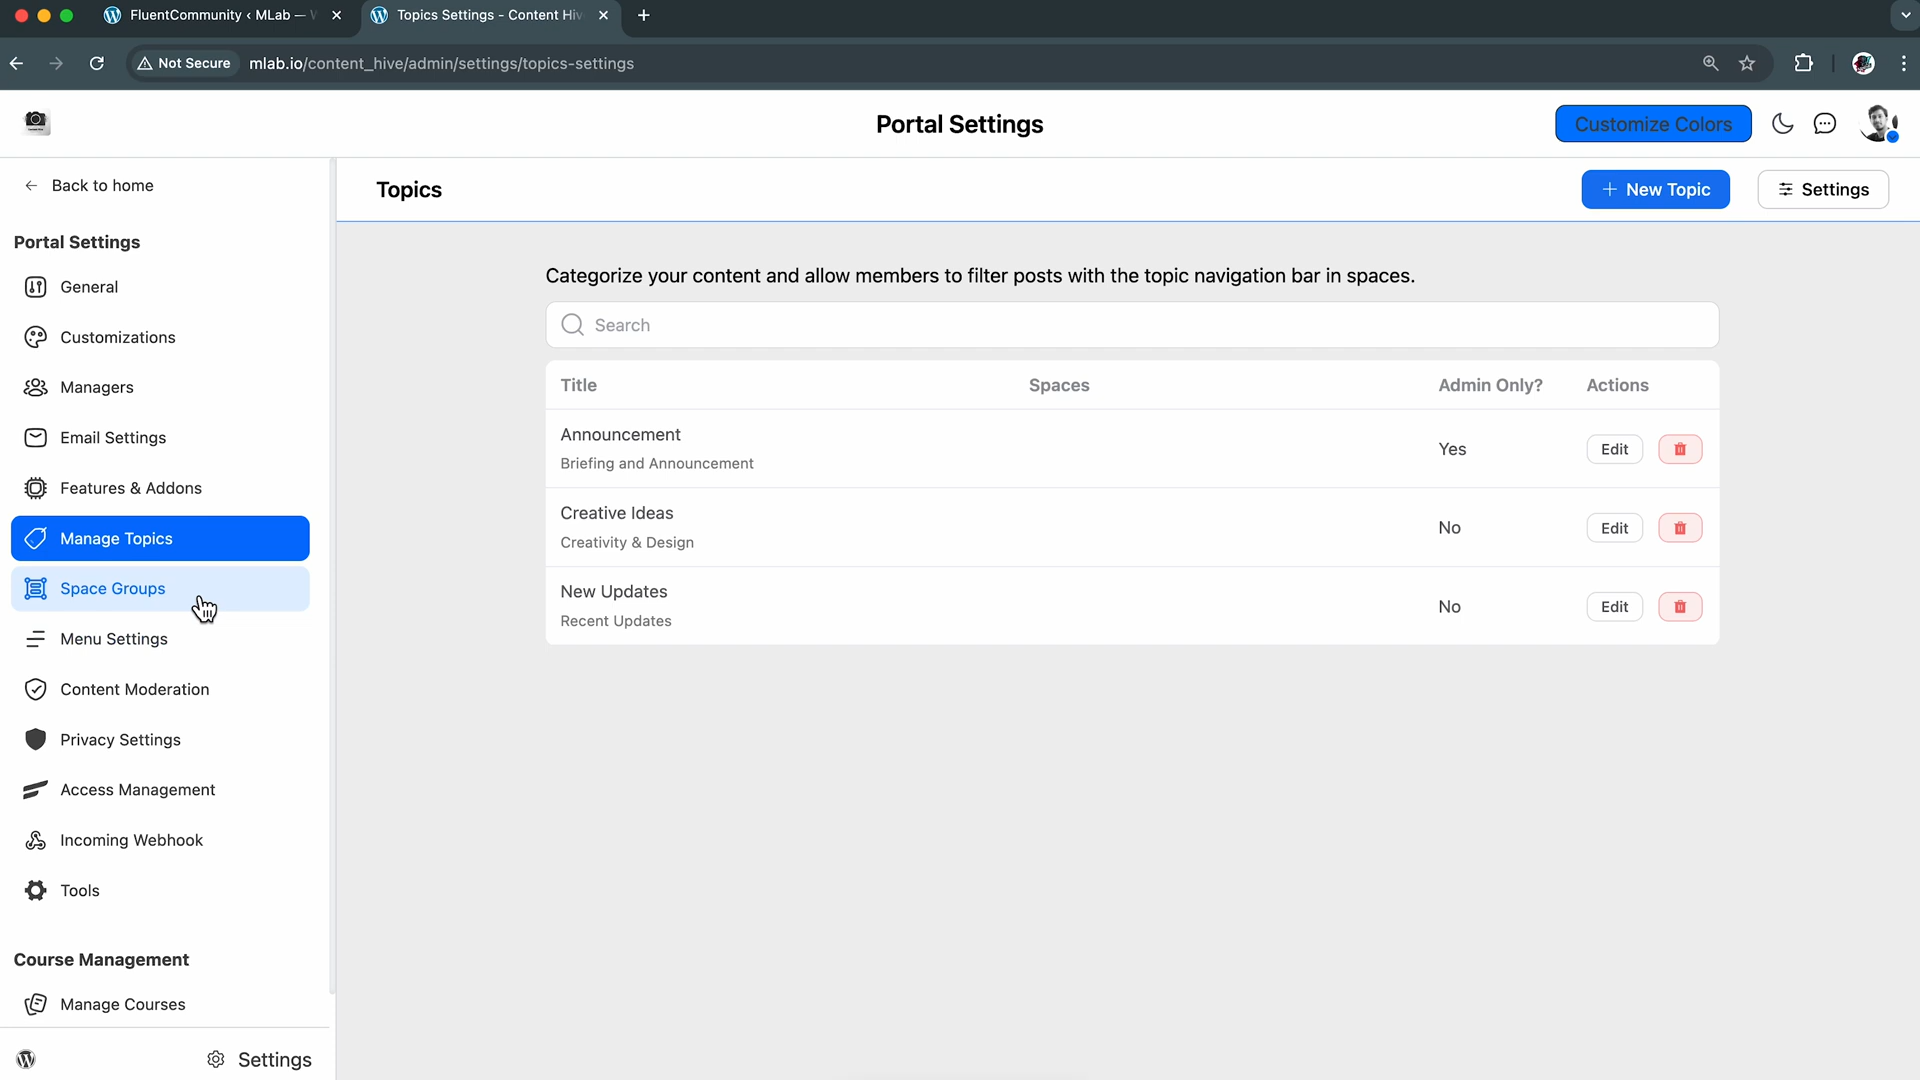 FluentCommunity ‹ MLab —
Topics Settings - Content Hiv
Not Secure
mlab.io/content_hive/admin/settings/topics-settings
Portal Settings
Customize Colors
Back to home
Topics
+ New Topic
Settings
Portal Settings
General
Customizations
Managers
Email Settings
Features & Addons
Manage Topics
Space Groups
Menu Settings
Content Moderation
Privacy Settings
Access Management
Incoming Webhook
Tools
Course Management
Manage Courses
Settings
Categorize your content and allow members to filter posts with the topic navigation bar in spaces.
Search
Title Spaces Admin Only? Actions
Announcement
Briefing and Announcement
Yes Edit
Creative Ideas
Creativity & Design
No Edit
New Updates
Recent Updates
No Edit